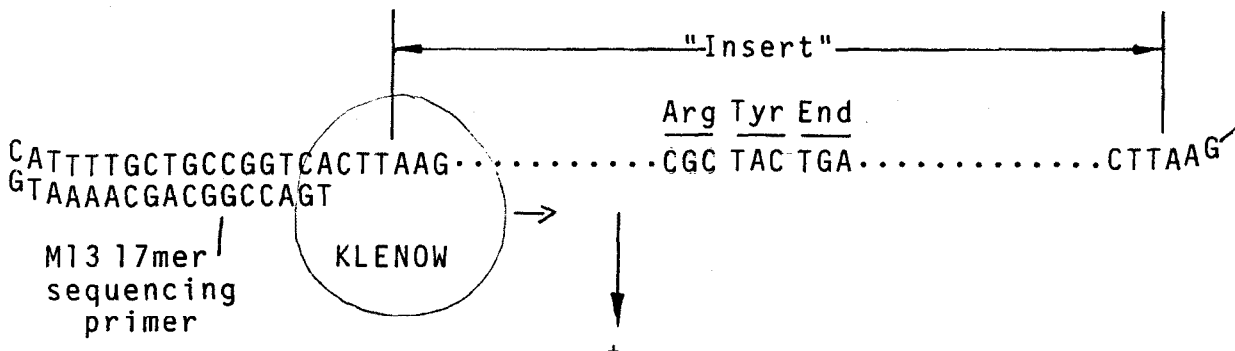 "Insert"
Arg Tyr End
CATTTTGCTGCCGGTCACTTAAG...........CGC TAC TGA.............CTTAAG
GTAAAACGACGGCCAGT
M13 17mer
sequencing
primer
KLENOW